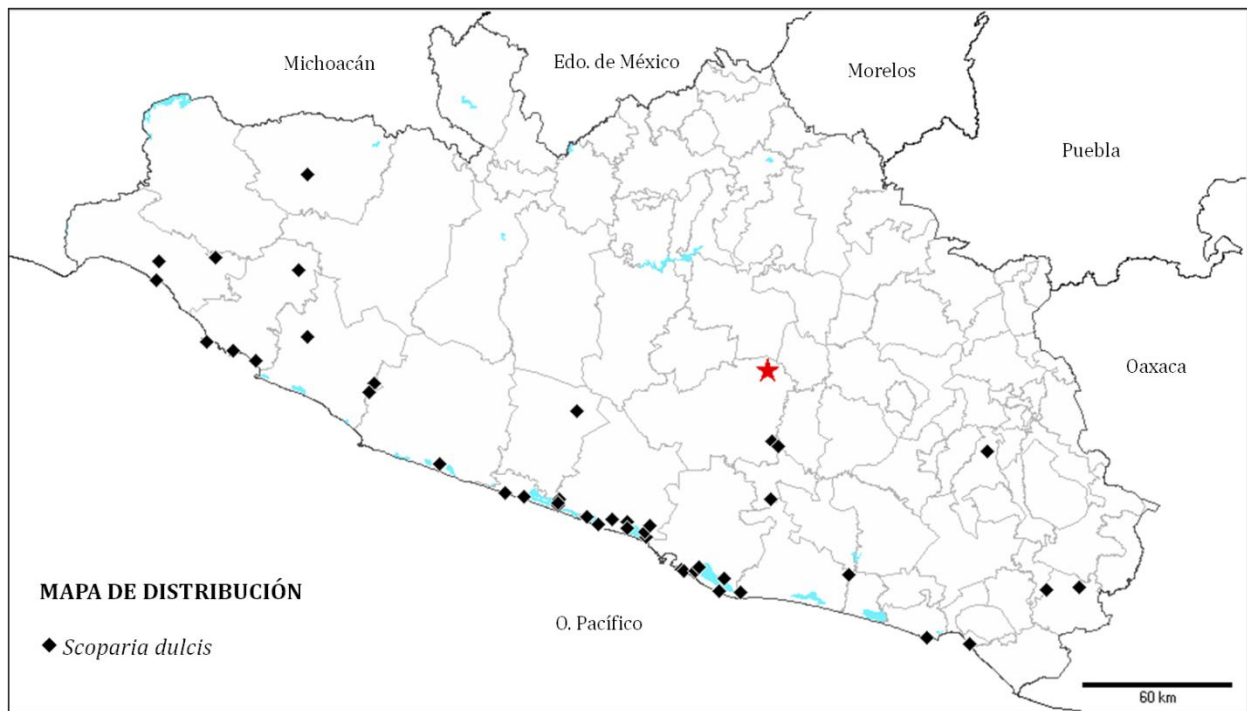 Michoacán
Edo. de México
Morelos
Puebla
Oaxaca
MAPA DE DISTRIBUCIÓN
Scoparia dulcis
O. Pacífico
60 km